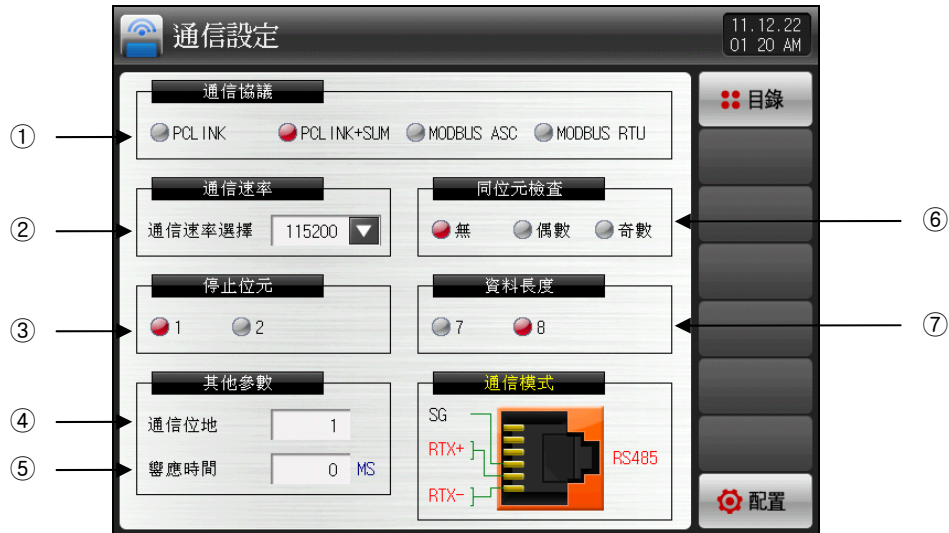 通信設定
11.12.22
01 20 AM
通信協議
目錄
① PCLINK PCLINK+SUM MODBUS ASC MODBUS RTU
通信速率
② 通信速率選擇 115200
同位元檢查
無 偶數 奇數 ⑥
停止位元
③ 1 2
資料長度
7 8 ⑦
其他參數
④ 通信位地 1
⑤ 響應時間 0 MS
通信模式
SG
RTX+
RS485
RTX-
配置